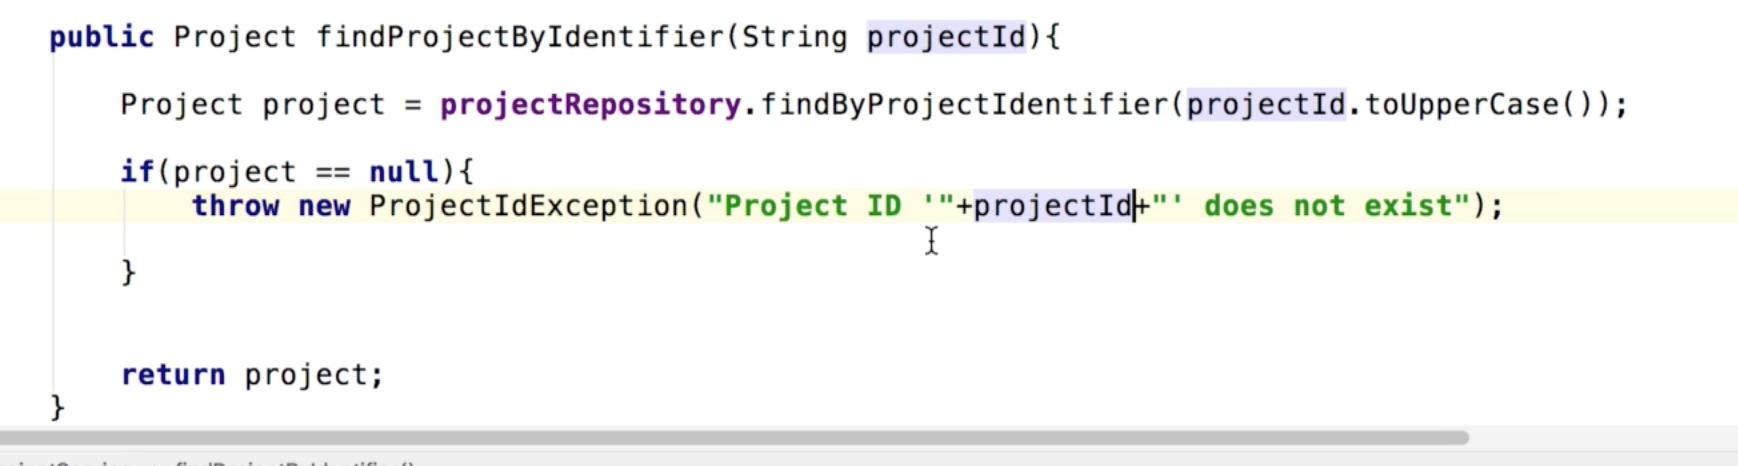 public Project findProjectByIdentifier(String projectId){
Project project = projectRepository.findByProjectIdentifier(projectId.toUpperCase());
if(project == null){
throw new ProjectIdException("Project ID '"+projectId+"' does not exist");
}
return project;
}